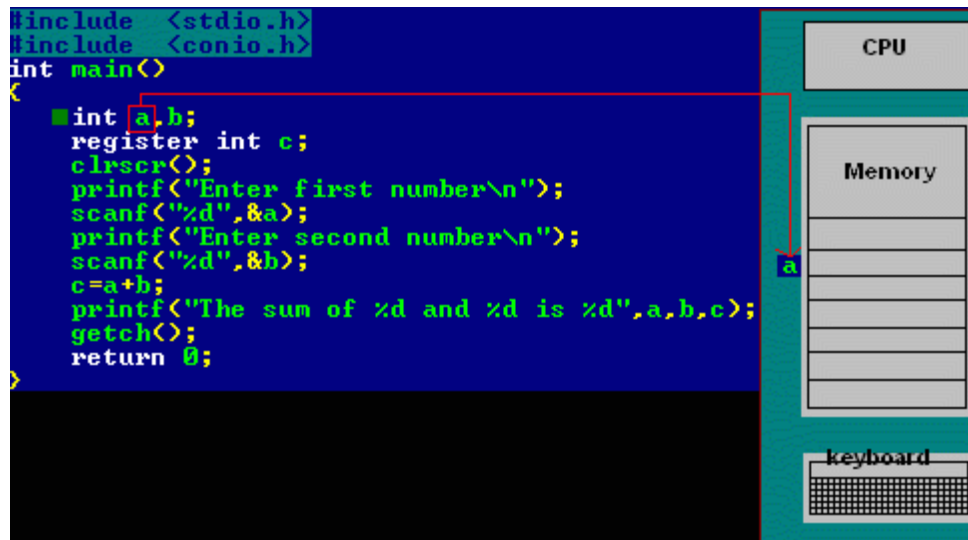 #include <stdio.h>
#include <conio.h>
int main()
{
int a,b;
register int c;
clrscr();
printf("Enter first number\n");
scanf("%d",&a);
printf("Enter second number\n");
scanf("%d",&b);
c=a+b;
printf("The sum of %d and %d is %d",a,b,c);
getch();
return 0;
}
CPU
Memory
a
keyboard